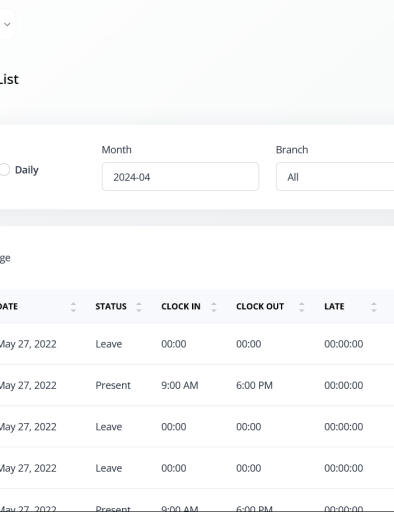 List
Month Branch
Daily
2024-04 All
ge
DATE STATUS CLOCK IN CLOCK OUT LATE
May 27, 2022 Leave 00:00 00:00 00:00:00
May 27, 2022 Present 9:00 AM 6:00 PM 00:00:00
May 27, 2022 Leave 00:00 00:00 00:00:00
May 27, 2022 Leave 00:00 00:00 00:00:00
May 27, 2022 Present 9:00 AM 6:00 PM 00:00:00